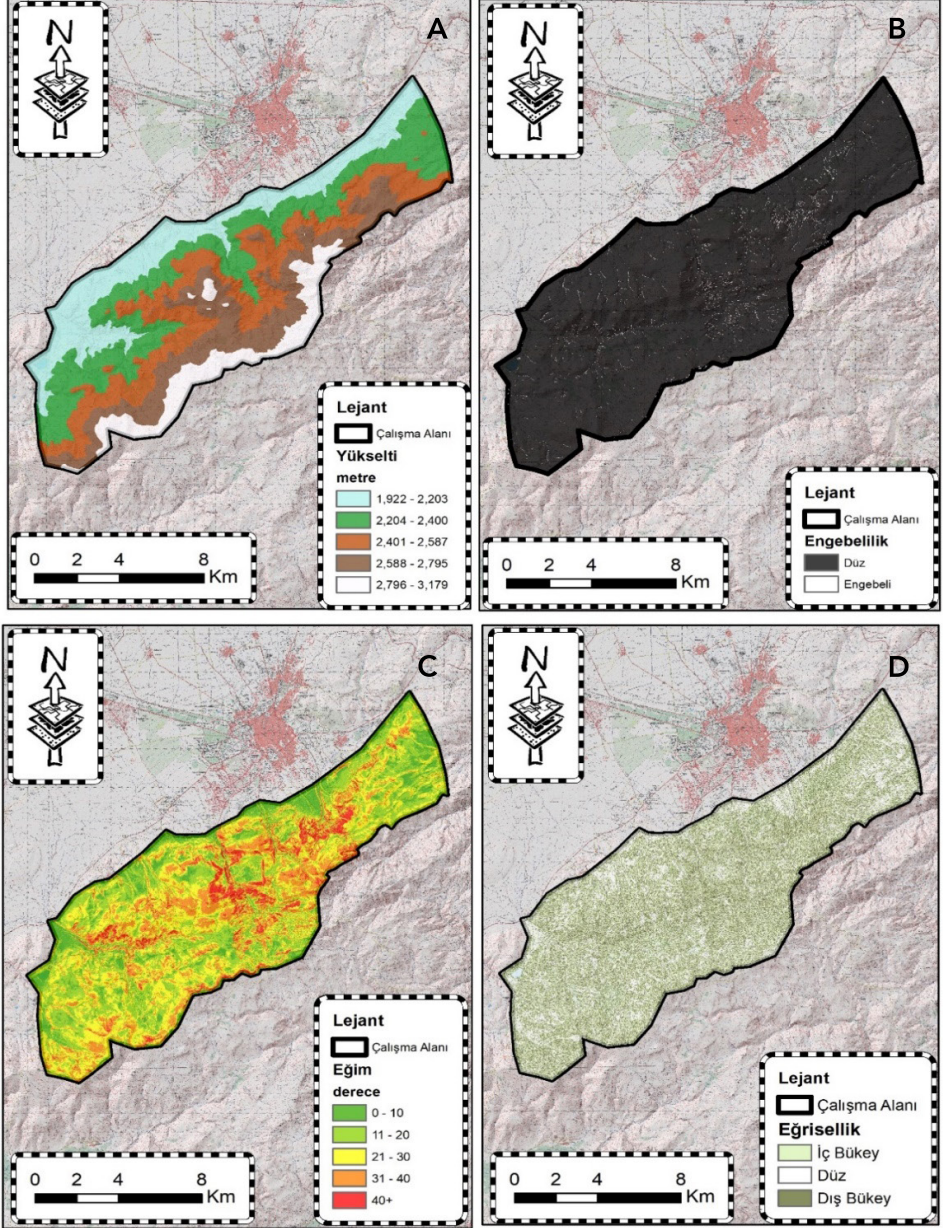 A
N
Lejant
Çalışma Alanı
Yükselti
metre
1,922 - 2,203
2,204 - 2,400
2,401 - 2,587
2,588 - 2,795
2,796 - 3,179
0 2 4 8
Km
B
N
Lejant
Çalışma Alanı
Engebelilik
Düz
Engebeli
0 2 4 8
Km
C
N
Lejant
Çalışma Alanı
Eğim
derece
0 - 10
11 - 20
21 - 30
31 - 40
40+
0 2 4 8
Km
D
N
Lejant
Çalışma Alanı
Eğrisellik
İç Bükey
Düz
Dış Bükey
0 2 4 8
Km